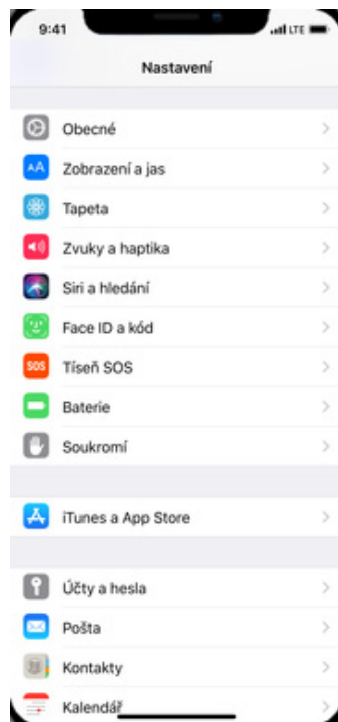 9:41
LTE
Nastavení
Obecné
AA
Zobrazení a jas
Tapeta
Zvuky a haptika
Siri a hledání
Face ID a kód
SOS
Tíseň SOS
Baterie
Soukromí
iTunes a App Store
Účty a hesla
Pošta
Kontakty
Kalendář